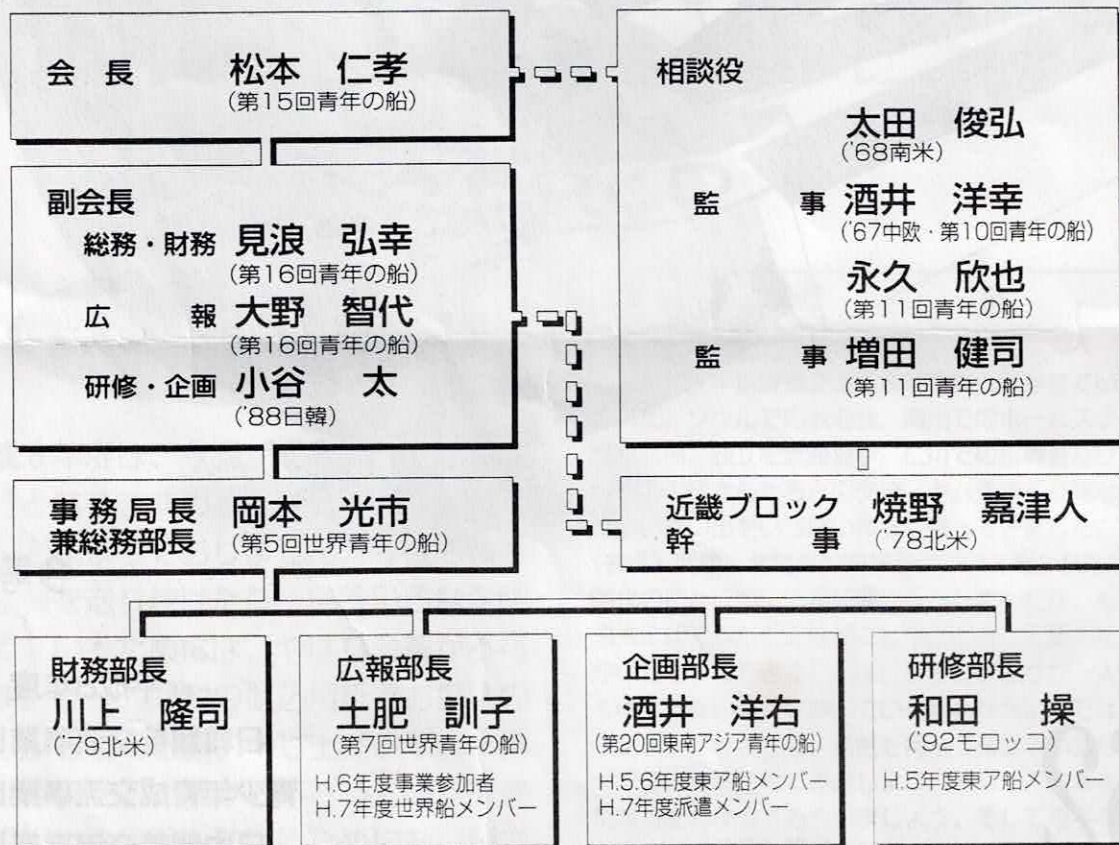 会長 松本 仁孝
(第15回青年の船)
副会長
総務・財務 見浪 弘幸
(第16回青年の船)
広報 大野 智代
(第16回青年の船)
研修・企画 小谷 太
('88日韓)
事務局長
兼総務部長 岡本 光市
(第5回世界青年の船)
相談役
太田 俊弘
('68南米)
監事 酒井 洋幸
('67中欧・第10回青年の船)
永久 欣也
(第11回青年の船)
監事 増田 健司
(第11回青年の船)
近畿ブロック
幹事 焼野 嘉津人
('78北米)
財務部長
川上 隆司
('79北米)
広報部長
土肥 訓子
(第7回世界青年の船)
H.6年度事業参加者
H.7年度世界船メンバー
企画部長
酒井 洋右
(第20回東南アジア青年の船)
H.5.6年度東ア船メンバー
H.7年度派遣メンバー
研修部長
和田 操
('92モロッコ)
H.5年度東ア船メンバー